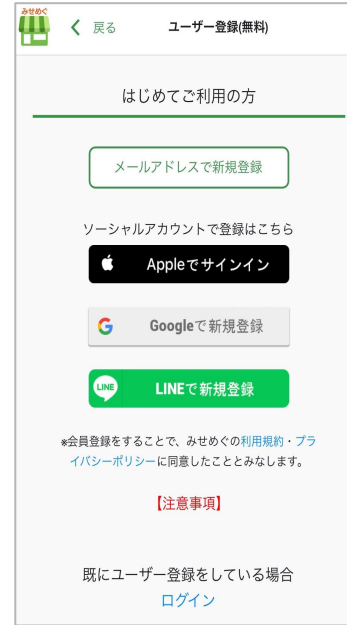 みせめぐ
戻る
ユーザー登録(無料)
はじめてご利用の方
メールアドレスで新規登録
ソーシャルアカウントで登録はこちら
Appleでサインイン
Googleで新規登録
LINE
LINEで新規登録
※会員登録をすることで、みせめぐの利用規約・プラ
イバシーポリシーに同意したこととみなします。
【注意事項】
既にユーザー登録をしている場合
ログイン